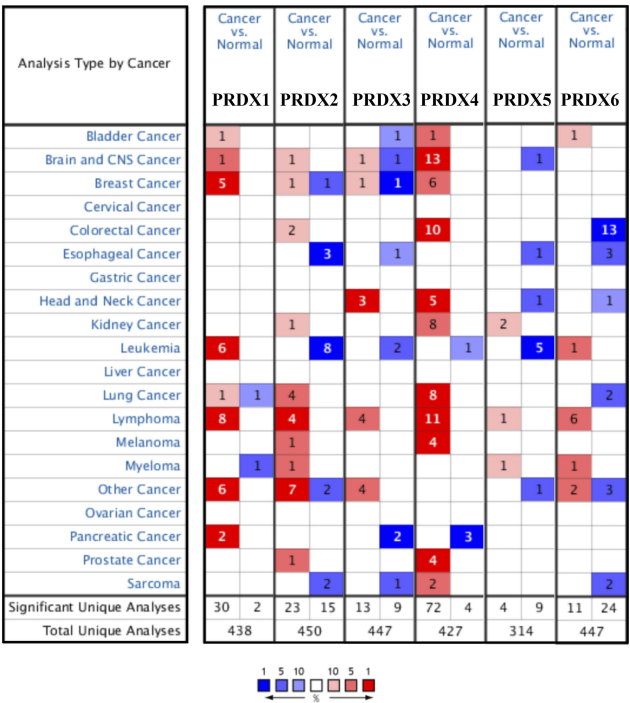 Analysis Type by Cancer
Cancer vs. Normal Cancer vs. Normal Cancer vs. Normal Cancer vs. Normal Cancer vs. Normal Cancer vs. Normal
PRDX1 PRDX2 PRDX3 PRDX4 PRDX5 PRDX6
Bladder Cancer 1 1 1 1
Brain and CNS Cancer 1 1 1 1 13 1
Breast Cancer 5 1 1 1 1 6
Cervical Cancer
Colorectal Cancer 2 10 13
Esophageal Cancer 3 1 1 3
Gastric Cancer
Head and Neck Cancer 3 5 1 1
Kidney Cancer 1 8 2
Leukemia 6 8 2 1 5 1
Liver Cancer
Lung Cancer 1 1 4 8 2
Lymphoma 8 4 4 11 1 6
Melanoma 1 4
Myeloma 1 1 1 1
Other Cancer 6 7 2 4 1 2 3
Ovarian Cancer
Pancreatic Cancer 2 2 3
Prostate Cancer 1 4
Sarcoma 2 1 2 2
Significant Unique Analyses 30 2 23 15 13 9 72 4 4 9 11 24
Total Unique Analyses 438 450 447 427 314 447
1 5 10 10 5 1
%